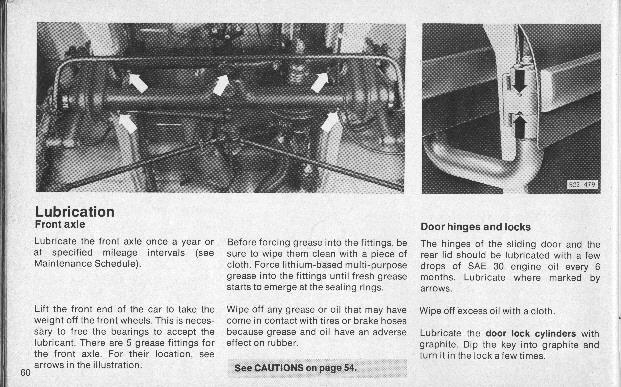 S22 479
Lubrication
Front axle
Lubricate the front axle once a year or
at specified mileage intervals (see
Maintenance Schedule).
Lift the front end of the car to take the
weight off the front wheels. This is neces-
sary to free the bearings to accept the
lubricant. There are 5 grease fittings for
the front axle. For their location, see
arrows in the illustration.
60
Before forcing grease into the fittings, be
sure to wipe them clean with a piece of
cloth. Force lithium-based multi-purpose
grease into the fittings until fresh grease
starts to emerge at the sealing rings.
Wipe off any grease or oil that may have
come in contact with tires or brake hoses
because grease and oil have an adverse
effect on rubber.
See CAUTIONS on page 54.
Door hinges and locks
The hinges of the sliding door and the
rear lid should be lubricated with a few
drops of SAE 30 engine oil every 6
months. Lubricate where marked by
arrows.
Wipe off excess oil with a cloth.
Lubricate the door lock cylinders with
graphite. Dip the key into graphite and
turn it in the lock a few times.